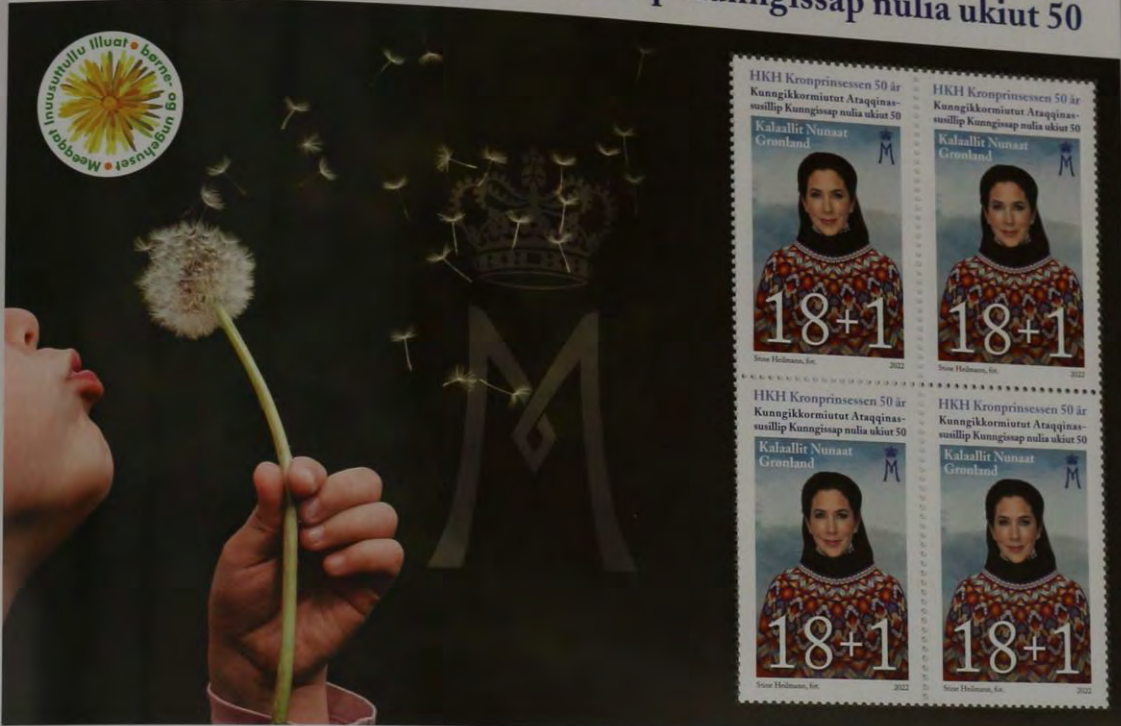 nulia ukiut 50
Meeqqat Inuusuttullu Illuat • børne- og ungehuset •
HKH Kronprinsessen 50 år
Kunngikkormiutut Ataqqinas-
susillip Kunngissap nulia ukiut 50
Kalaallit Nunaat
Grønland
M
18+1
Stine Heilmann, fot. 2022
HKH Kronprinsessen 50 år
Kunngikkormiutut Ataqqinas-
susillip Kunngissap nulia ukiut 50
Kalaallit Nunaat
Grønland
M
18+1
Stine Heilmann, fot. 2022
M
HKH Kronprinsessen 50 år
Kunngikkormiutut Ataqqinas-
susillip Kunngissap nulia ukiut 50
Kalaallit Nunaat
Grønland
M
18+1
Stine Heilmann, fot. 2022
HKH Kronprinsessen 50 år
Kunngikkormiutut Ataqqinas-
susillip Kunngissap nulia ukiut 50
Kalaallit Nunaat
Grønland
M
18+1
Stine Heilmann, fot. 2022